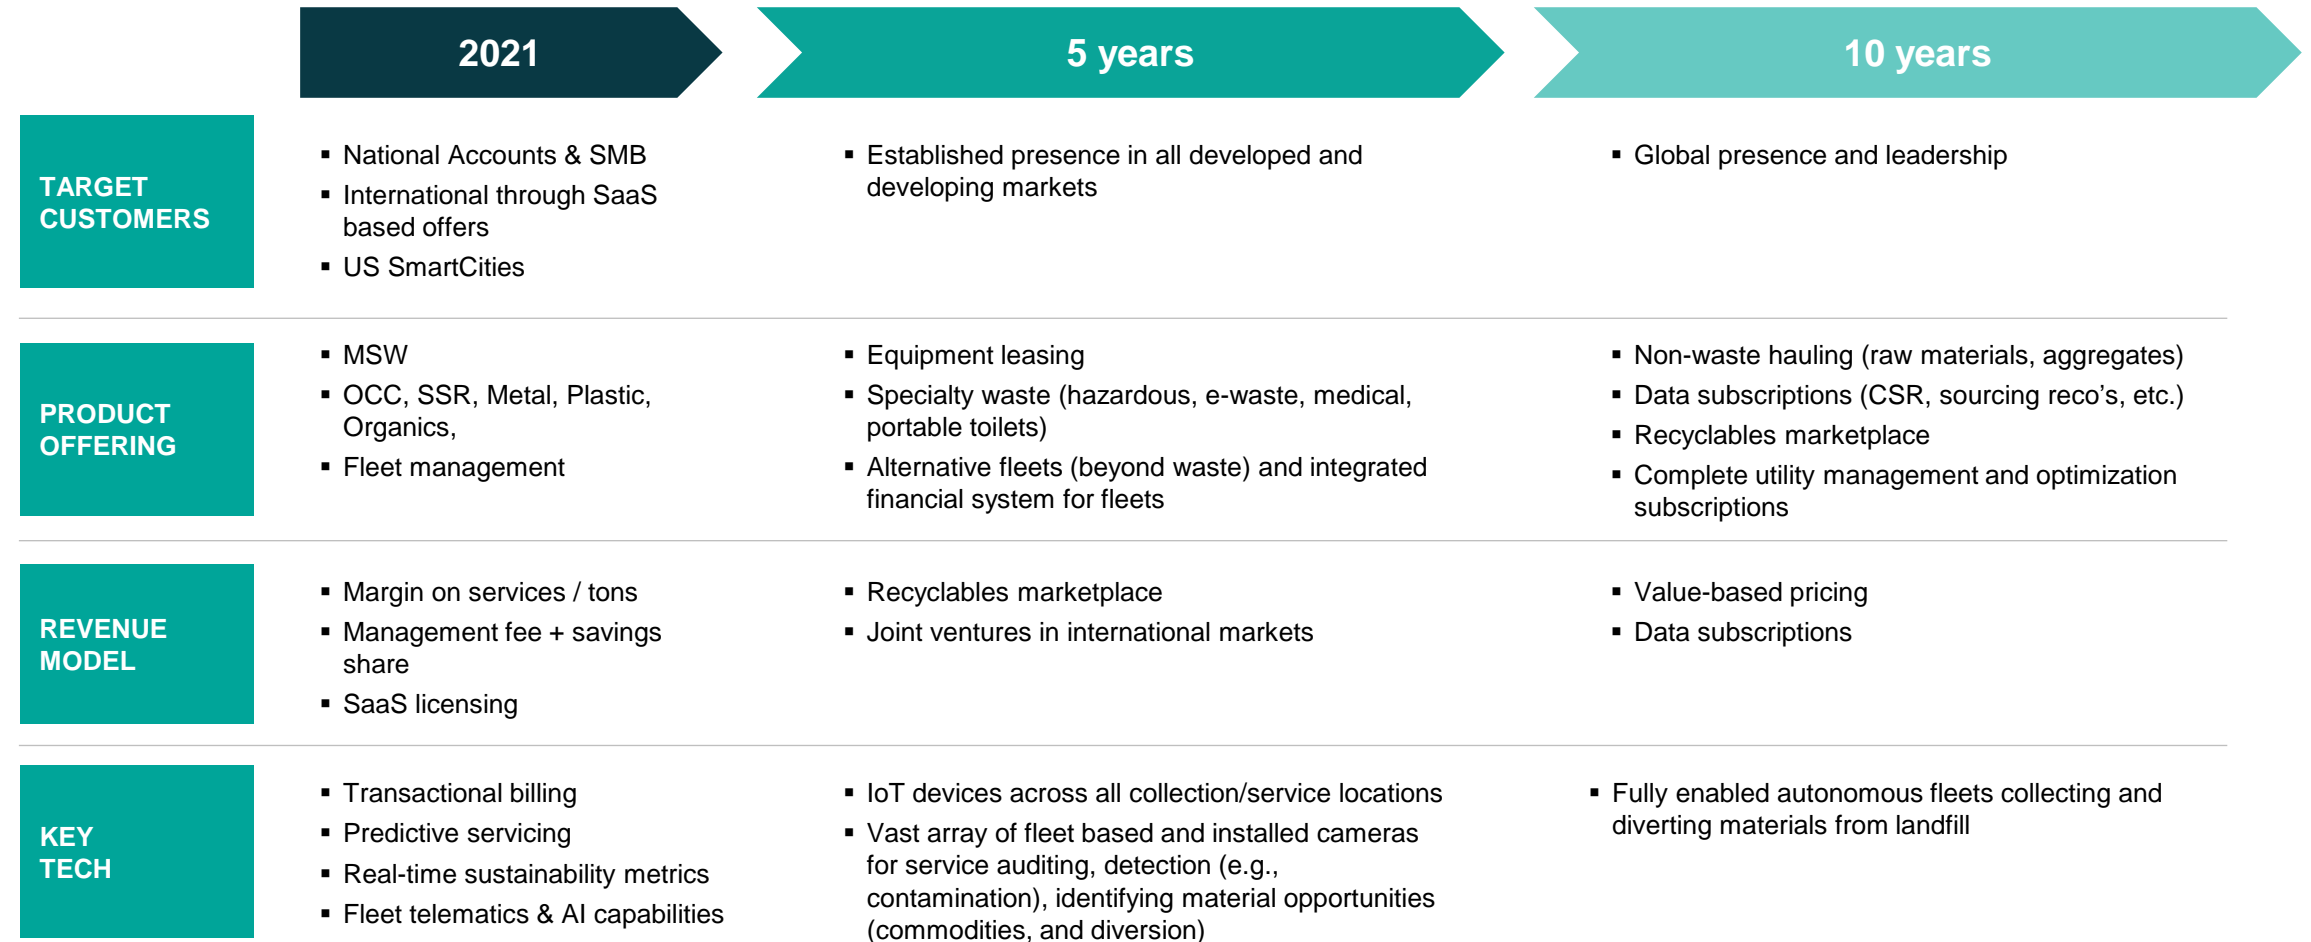 2021
5 years
10 years
TARGET
CUSTOMERS
▪ National Accounts & SMB
▪ International through SaaS
based offers
▪ US SmartCities
▪ Established presence in all developed and
developing markets
▪ Global presence and leadership
PRODUCT
OFFERING
▪ MSW
▪ OCC, SSR, Metal, Plastic,
Organics,
▪ Fleet management
▪ Equipment leasing
▪ Specialty waste (hazardous, e-waste, medical,
portable toilets)
▪ Alternative fleets (beyond waste) and integrated
financial system for fleets
▪ Non-waste hauling (raw materials, aggregates)
▪ Data subscriptions (CSR, sourcing reco’s, etc.)
▪ Recyclables marketplace
▪ Complete utility management and optimization
subscriptions
REVENUE
MODEL
▪ Margin on services / tons
▪ Management fee + savings
share
▪ SaaS licensing
▪ Recyclables marketplace
▪ Joint ventures in international markets
▪ Value-based pricing
▪ Data subscriptions
KEY
TECH
▪ Transactional billing
▪ Predictive servicing
▪ Real-time sustainability metrics
▪ Fleet telematics & AI capabilities
▪ IoT devices across all collection/service locations
▪ Vast array of fleet based and installed cameras
for service auditing, detection (e.g.,
contamination), identifying material opportunities
(commodities, and diversion)
▪ Fully enabled autonomous fleets collecting and
diverting materials from landfill